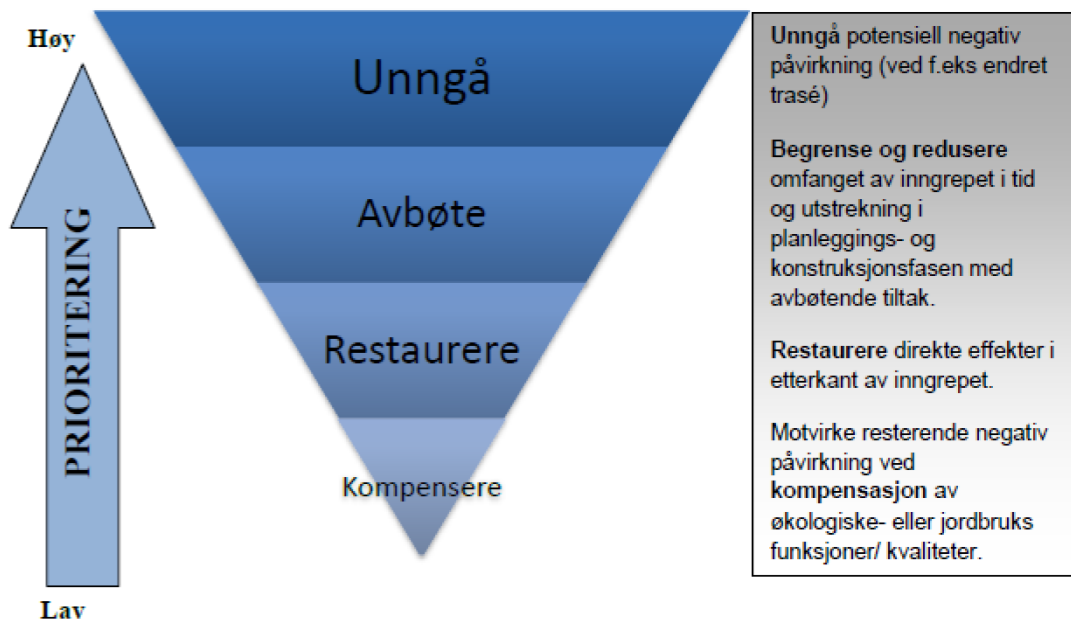 Høy
PRIORITERING
Lav
Unngå
Avbøte
Restaurere
Kompensere
Unngå potensiell negativ
påvirkning (ved f.eks endret
trasé)
Begrense og redusere
omfanget av inngrepet i tid
og utstrekning i
planleggings- og
konstruksjonsfasen med
avbøtende tiltak.
Restaurere direkte effekter i
etterkant av inngrepet.
Motvirke resterende negativ
påvirkning ved
kompensasjon av
økologiske- eller jordbruks
funksjoner/ kvaliteter.